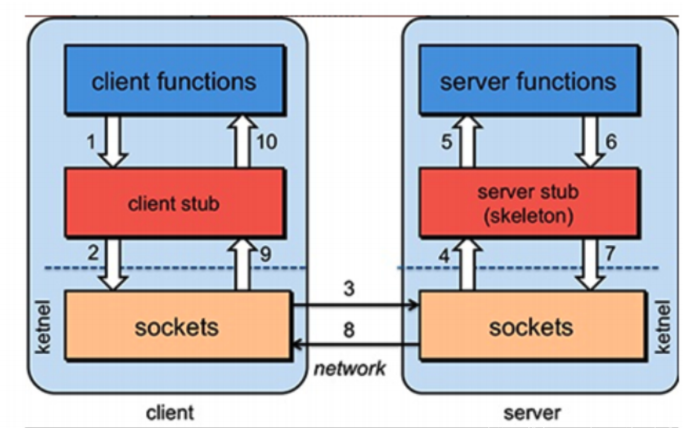 client functions
server functions
1
10
5
6
client stub
server stub
(skeleton)
2
9
4
7
3
sockets
sockets
8
ketnel
ketnel
network
client
server